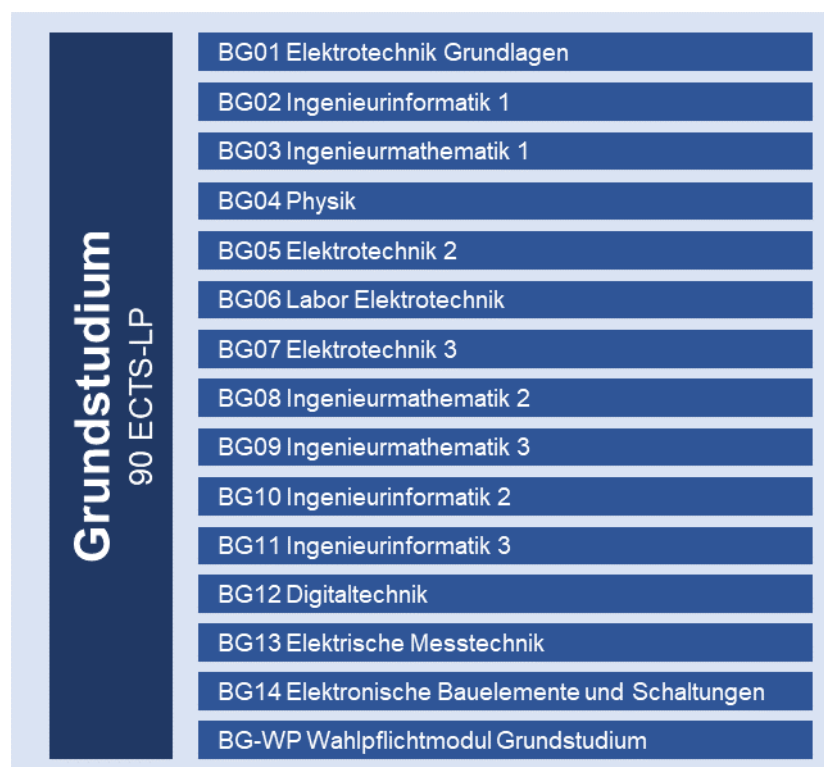 Grundstudium
90 ECTS-LP
BG01 Elektrotechnik Grundlagen
BG02 Ingenieurinformatik 1
BG03 Ingenieurmathematik 1
BG04 Physik
BG05 Elektrotechnik 2
BG06 Labor Elektrotechnik
BG07 Elektrotechnik 3
BG08 Ingenieurmathematik 2
BG09 Ingenieurmathematik 3
BG10 Ingenieurinformatik 2
BG11 Ingenieurinformatik 3
BG12 Digitaltechnik
BG13 Elektrische Messtechnik
BG14 Elektronische Bauelemente und Schaltungen
BG-WP Wahlpflichtmodul Grundstudium